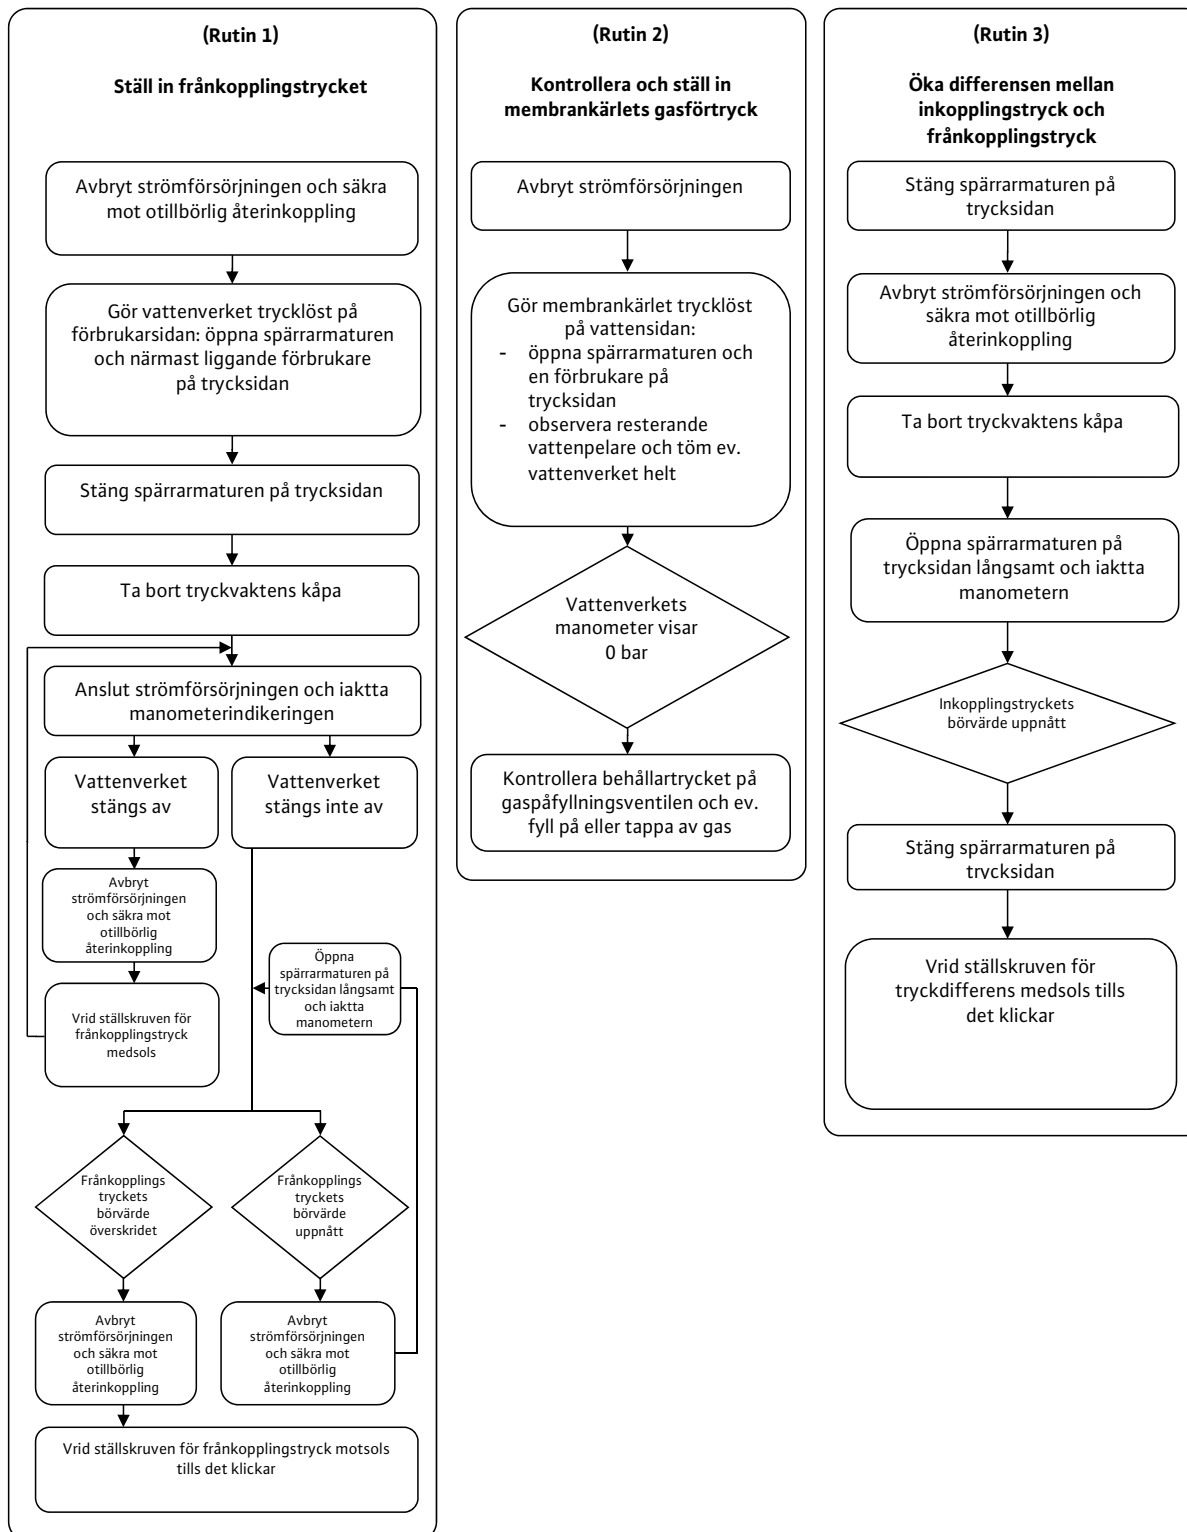 (Rutin 1)
Ställ in frånkopplingstrycket
Avbryt strömförsörjningen och säkra
mot otillbörlig återinkoppling
Gör vattenverket trycklöst på
förbrukarsidan: öppna spärrarmaturen
och närmast liggande förbrukare
på trycksidan
Stäng spärrarmaturen på trycksidan
Ta bort tryckvaktens kåpa
Anslut strömförsörjningen och iaktta
manometerindikeringen
Vattenverket
stängs av
Vattenverket
stängs inte av
Avbryt
strömförsörjningen
och säkra mot
otillbörlig
återinkoppling
Öppna
spärrarmaturen på
trycksidan långsamt
och iaktta
manometern
Vrid ställskruven för
frånkopplingstryck
medsols
Frånkopplings
tryckets
börvärde
överskridet
Frånkopplings
tryckets
börvärde
uppnått
Avbryt
strömförsörjningen
och säkra mot
otillbörlig
återinkoppling
Avbryt
strömförsörjningen
och säkra mot
otillbörlig
återinkoppling
Vrid ställskruven för frånkopplingstryck motsols
tills det klickar
(Rutin 2)
Kontrollera och ställ in
membrankärlets gasförtryck
Avbryt strömförsörjningen
Gör membrankärlet trycklöst
på vattensidan:
- öppna spärrarmaturen och
en förbrukare på
trycksidan
- observera resterande
vattenpelare och töm ev.
vattenverket helt
Vattenverkets
manometer visar
0 bar
Kontrollera behållartrycket på
gaspåfyllningsventilen och ev.
fyll på eller tappa av gas
(Rutin 3)
Öka differensen mellan
inkopplingstryck och
frånkopplingstryck
Stäng spärrarmaturen på
trycksidan
Avbryt strömförsörjningen och
säkra mot otillbörlig
återinkoppling
Ta bort tryckvaktens kåpa
Öppna spärrarmaturen på
trycksidan långsamt och iaktta
manometern
Inkopplingstryckets
börvärde uppnått
Stäng spärrarmaturen på
trycksidan
Vrid ställskruven för
tryckdifferens medsols tills
det klickar